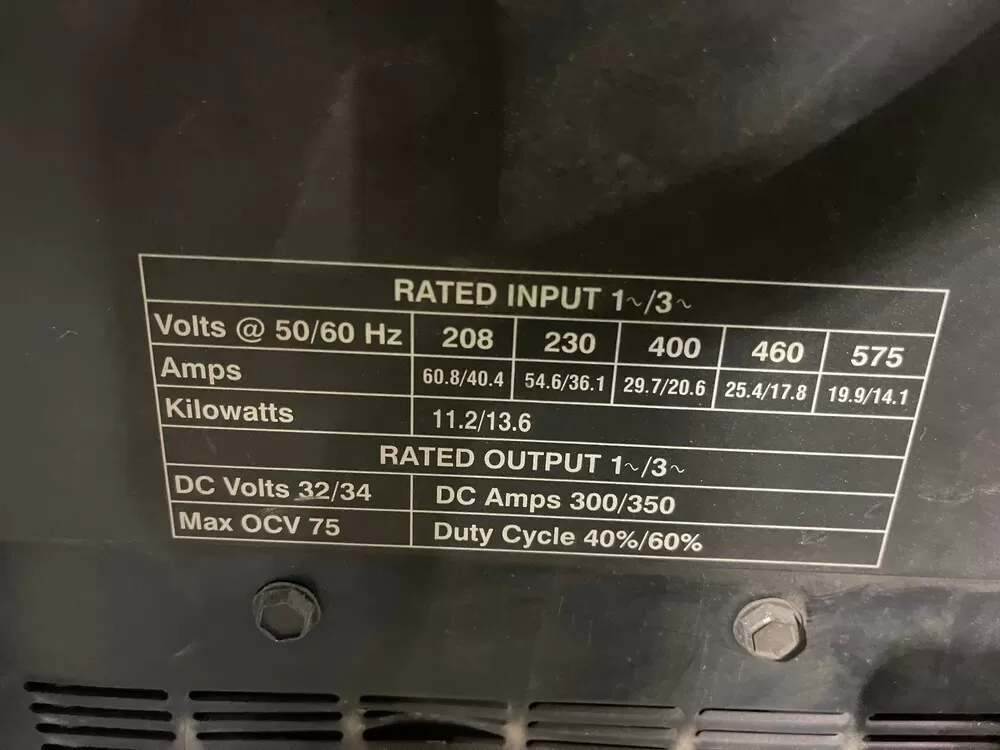 RATED INPUT 1~/3~
Volts @ 50/60 Hz 208 230 400 460 575
Amps 60.8/40.4 54.6/36.1 29.7/20.6 25.4/17.8 19.9/14.1
Kilowatts 11.2/13.6
RATED OUTPUT 1~/3~
DC Volts 32/34 DC Amps 300/350
Max OCV 75 Duty Cycle 40%/60%